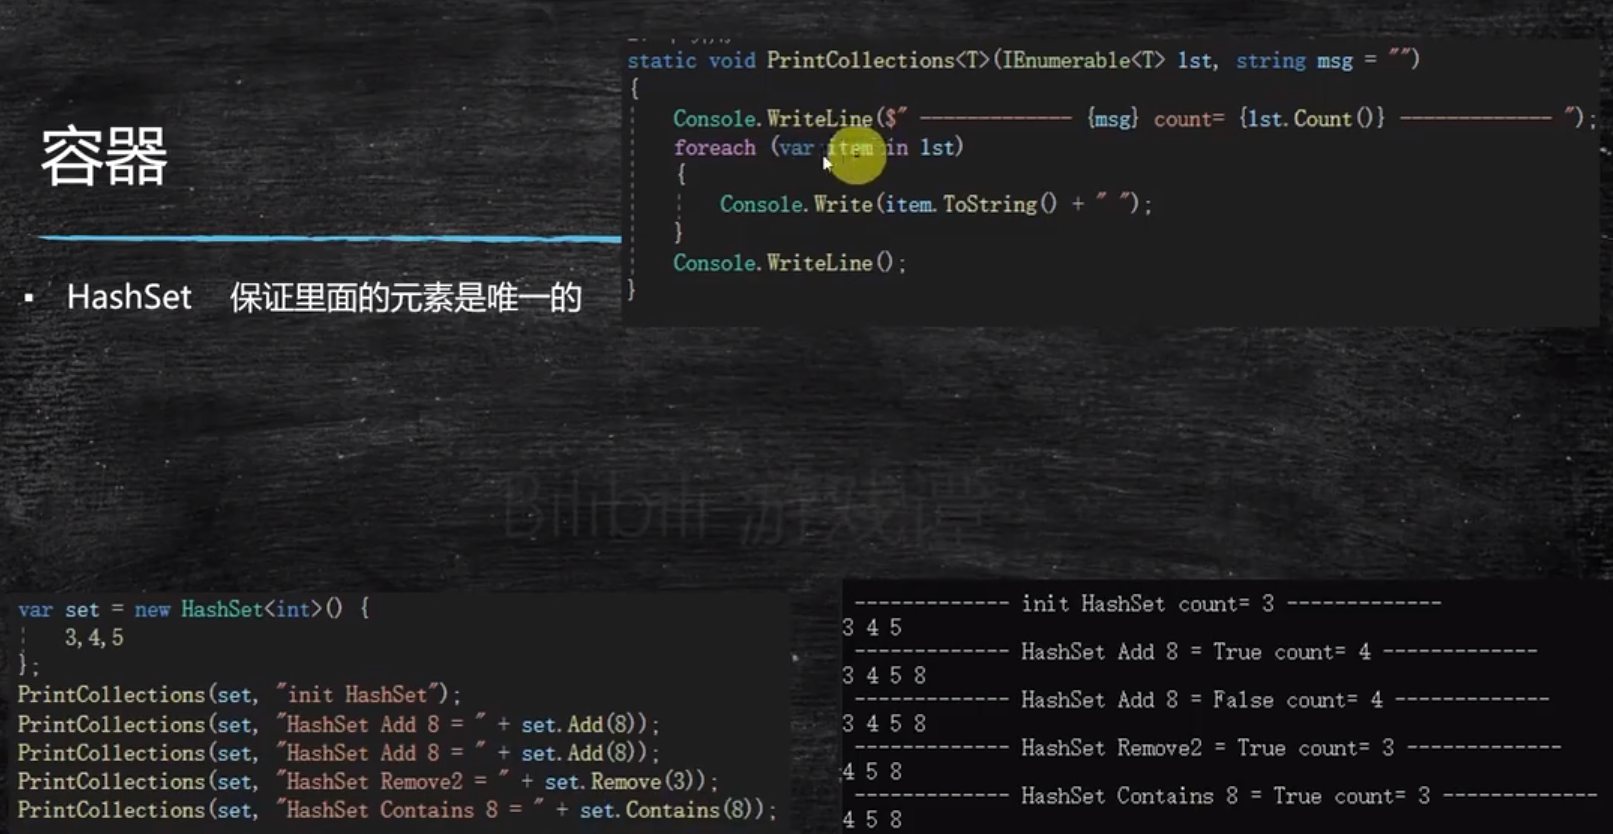 容器
▪ HashSet 保证里面的元素是唯一的
static void PrintCollections<T>(IEnumerable<T> lst, string msg = "")
{
Console.WriteLine($" ------------- {msg} count= {lst.Count()} ------------- ");
foreach (var item in lst)
{
Console.Write(item.ToString() + " ");
}
Console.WriteLine();
}
Bilibili 游戏谭
var set = new HashSet<int>() {
3,4,5
};
PrintCollections(set, "init HashSet");
PrintCollections(set, "HashSet Add 8 = " + set.Add(8));
PrintCollections(set, "HashSet Add 8 = " + set.Add(8));
PrintCollections(set, "HashSet Remove2 = " + set.Remove(3));
PrintCollections(set, "HashSet Contains 8 = " + set.Contains(8));
------------- init HashSet count= 3 -------------
3 4 5
------------- HashSet Add 8 = True count= 4 -------------
3 4 5 8
------------- HashSet Add 8 = False count= 4 -------------
3 4 5 8
------------- HashSet Remove2 = True count= 3 -------------
4 5 8
------------- HashSet Contains 8 = True count= 3 -------------
4 5 8